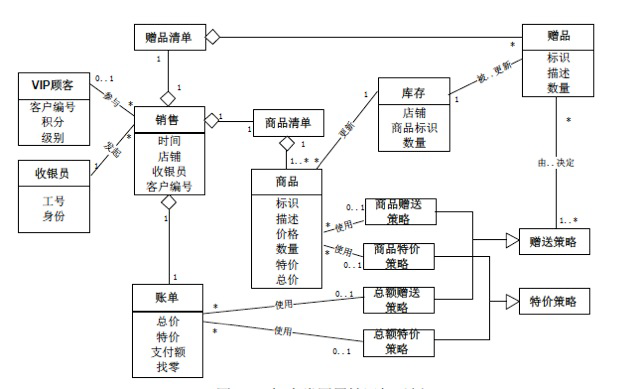 赠品清单
赠品
标识
描述
数量
VIP顾客
客户编号
积分
级别
0..1
参与
*
1
1
销售
时间
店铺
收银员
客户编号
1
1
商品清单
1
1..*
*
更新
1
库存
店铺
商品标识
数量
1
被..更新
*
*
收银员
工号
身份
1
发起
*
商品
标识
描述
价格
数量
特价
总价
*
使用
0..1
商品赠送
策略
*
使用
0..1
商品特价
策略
由..决定
1..*
赠送策略
1
1
账单
总价
特价
支付额
找零
*
使用
0..1
总额赠送
策略
*
使用
0..1
总额特价
策略
特价策略